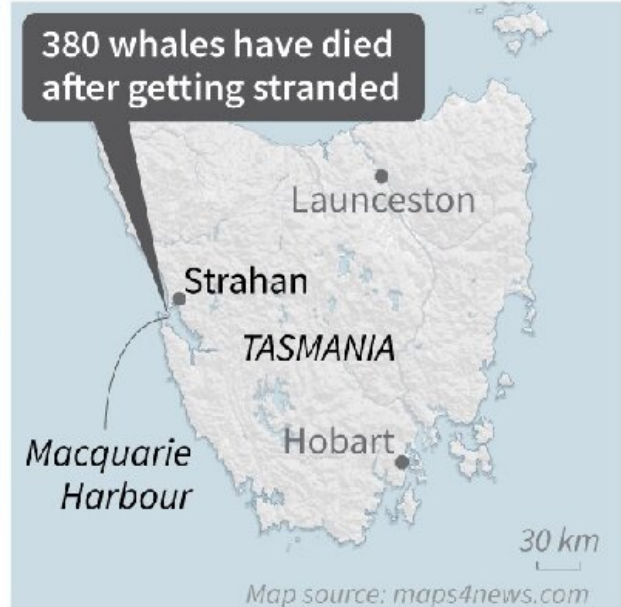 380 whales have died
after getting stranded
Launceston
Strahan
TASMANIA
Hobart
Macquarie
Harbour
30 km
Map source: maps4news.com